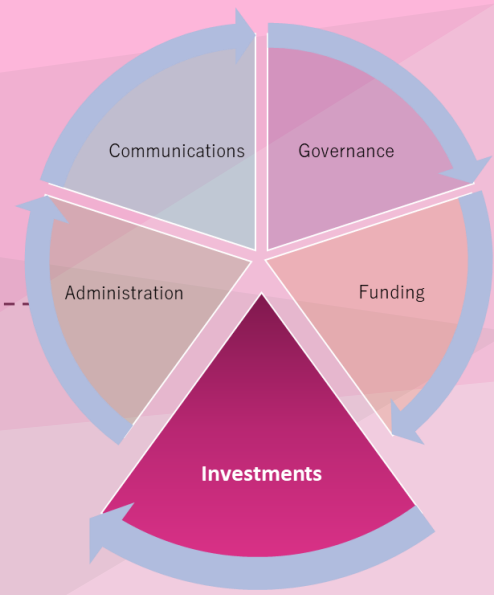 Communications
Governance
Administration
Funding
Investments